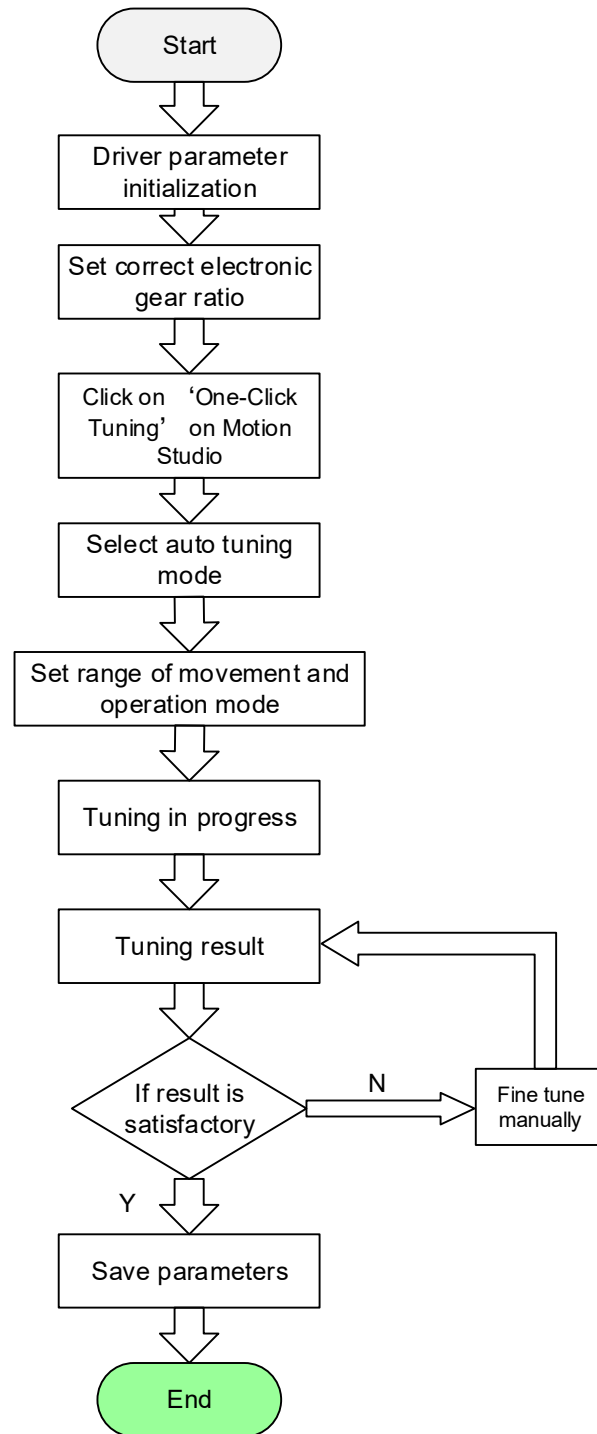 Start
Driver parameter
initialization
Set correct electronic
gear ratio
Click on ‘One-Click
Tuning’ on Motion
Studio
Select auto tuning
mode
Set range of movement and
operation mode
Tuning in progress
Tuning result
If result is
satisfactory
N
Fine tune
manually
Y
Save parameters
End